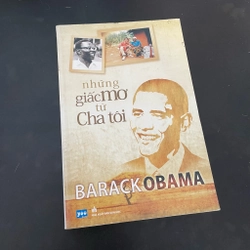 những
giấc mơ
từ
Cha tôi
BARACK OBAMA